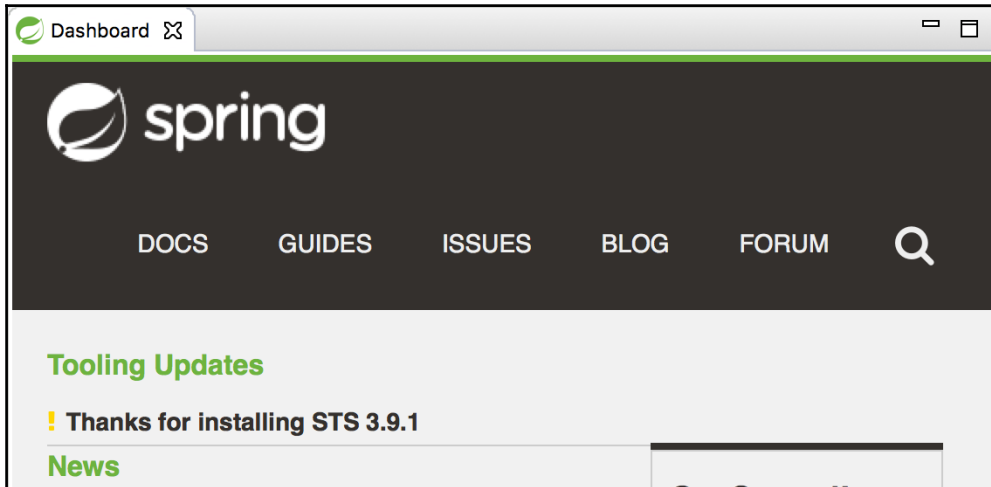 Dashboard
spring
DOCS GUIDES ISSUES BLOG FORUM
Tooling Updates
! Thanks for installing STS 3.9.1
News